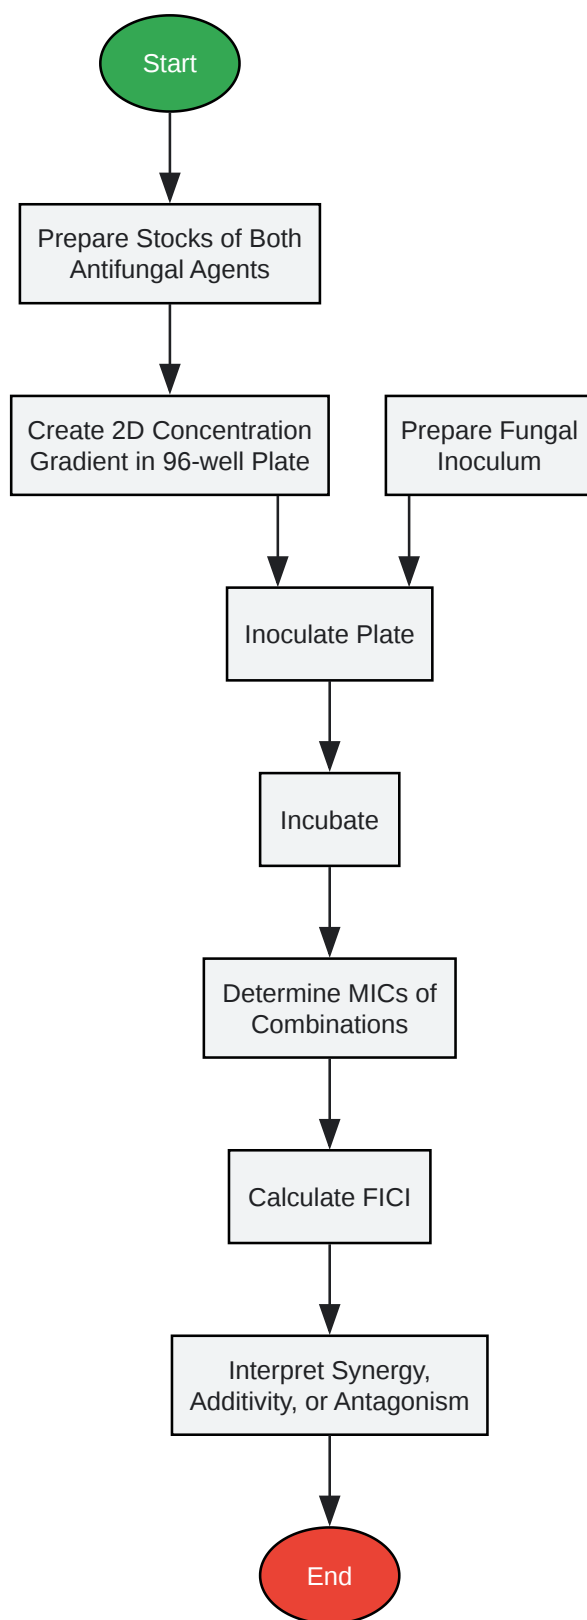 Start
Prepare Stocks of Both
Antifungal Agents
Create 2D Concentration
Gradient in 96-well Plate
Prepare Fungal
Inoculum
Inoculate Plate
Incubate
Determine MICs of
Combinations
Calculate FICI
Interpret Synergy,
Additivity, or Antagonism
End